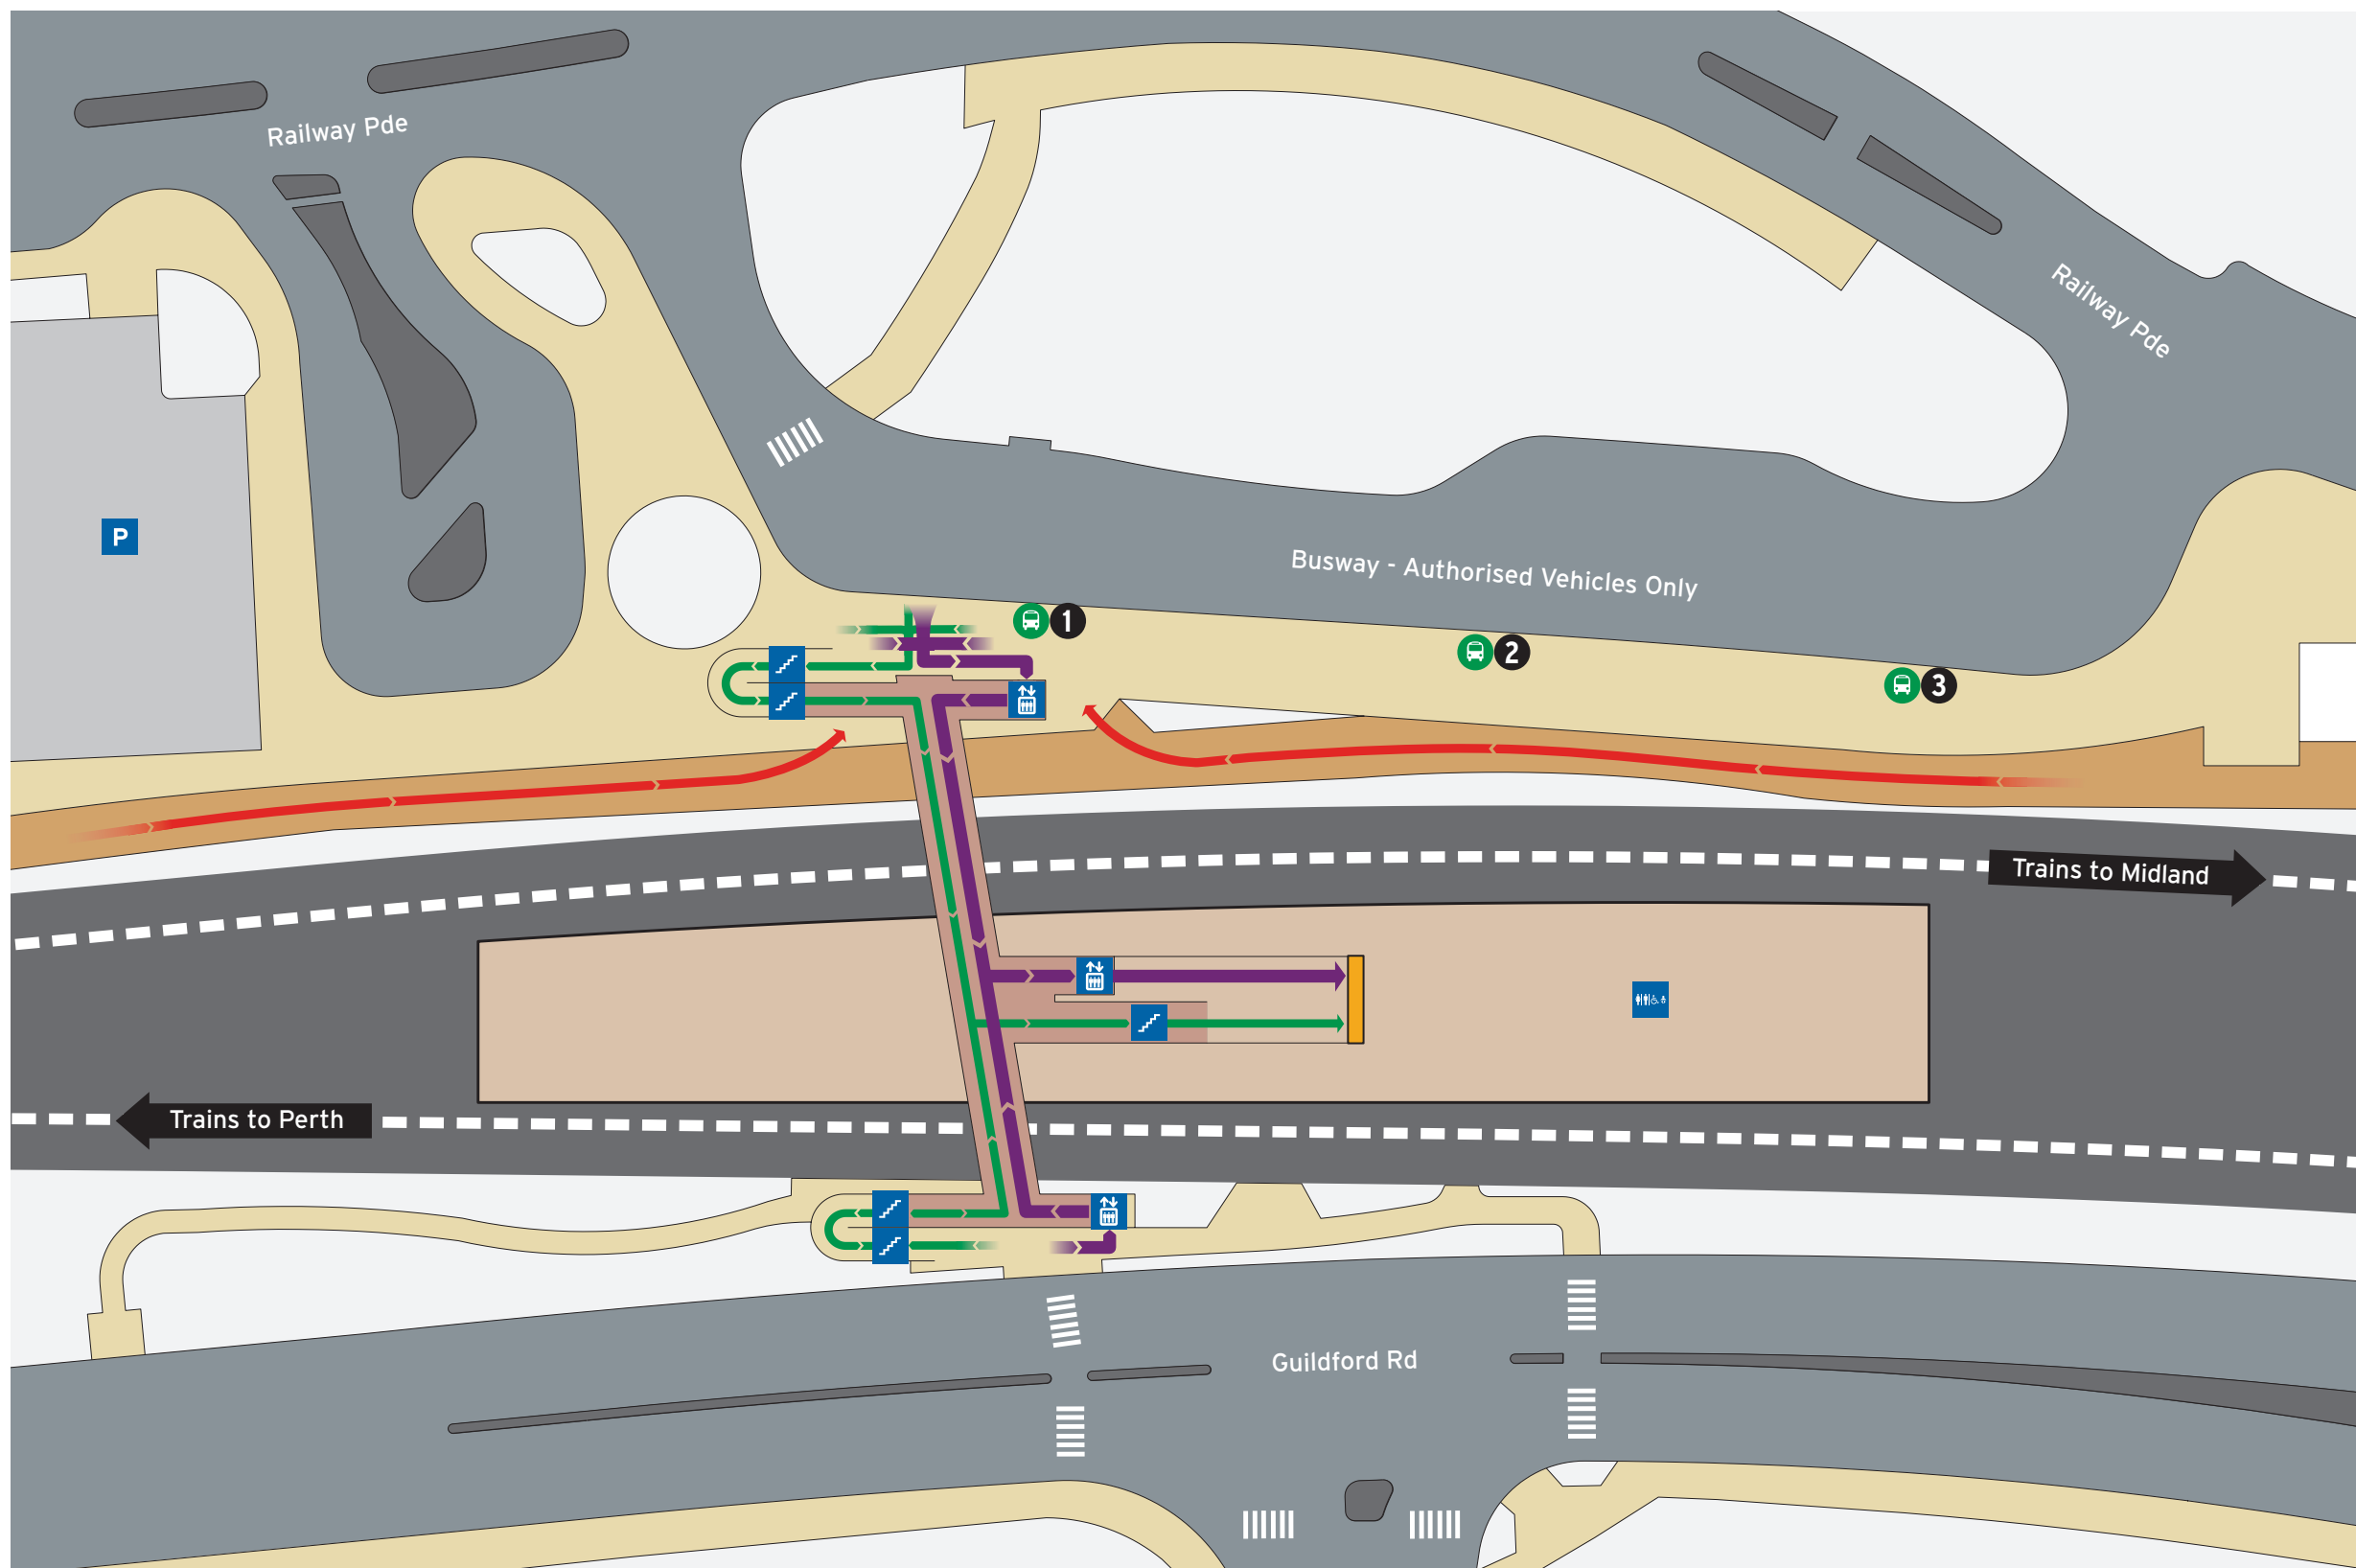 Railway Pde
Railway Pde
P
Busway - Authorised Vehicles Only
1
2
3
Trains to Midland
Trains to Perth
Guildford Rd